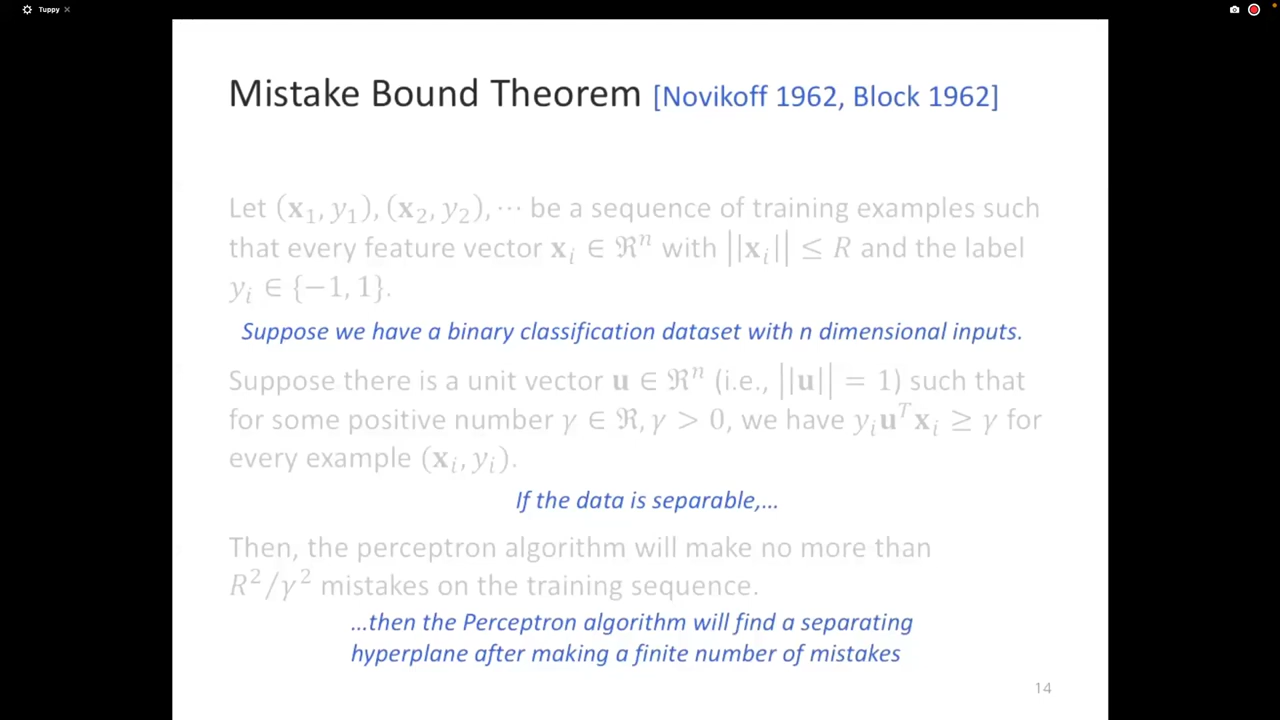 Tuppy
Mistake Bound Theorem [Novikoff 1962, Block 1962]
Let (𝐱₁, y₁), (𝐱₂, y₂), ⋯ be a sequence of training examples such
that every feature vector 𝐱ᵢ ∈ ℜⁿ with ||𝐱ᵢ|| ≤ R and the label
yᵢ ∈ {−1, 1}.
Suppose we have a binary classification dataset with n dimensional inputs.
Suppose there is a unit vector 𝐮 ∈ ℜⁿ (i.e., ||𝐮|| = 1) such that
for some positive number γ ∈ ℜ, γ > 0, we have yᵢ𝐮ᵀ𝐱ᵢ ≥ γ for
every example (𝐱ᵢ, yᵢ).
If the data is separable,...
Then, the perceptron algorithm will make no more than
R²/γ² mistakes on the training sequence.
...then the Perceptron algorithm will find a separating
hyperplane after making a finite number of mistakes
14